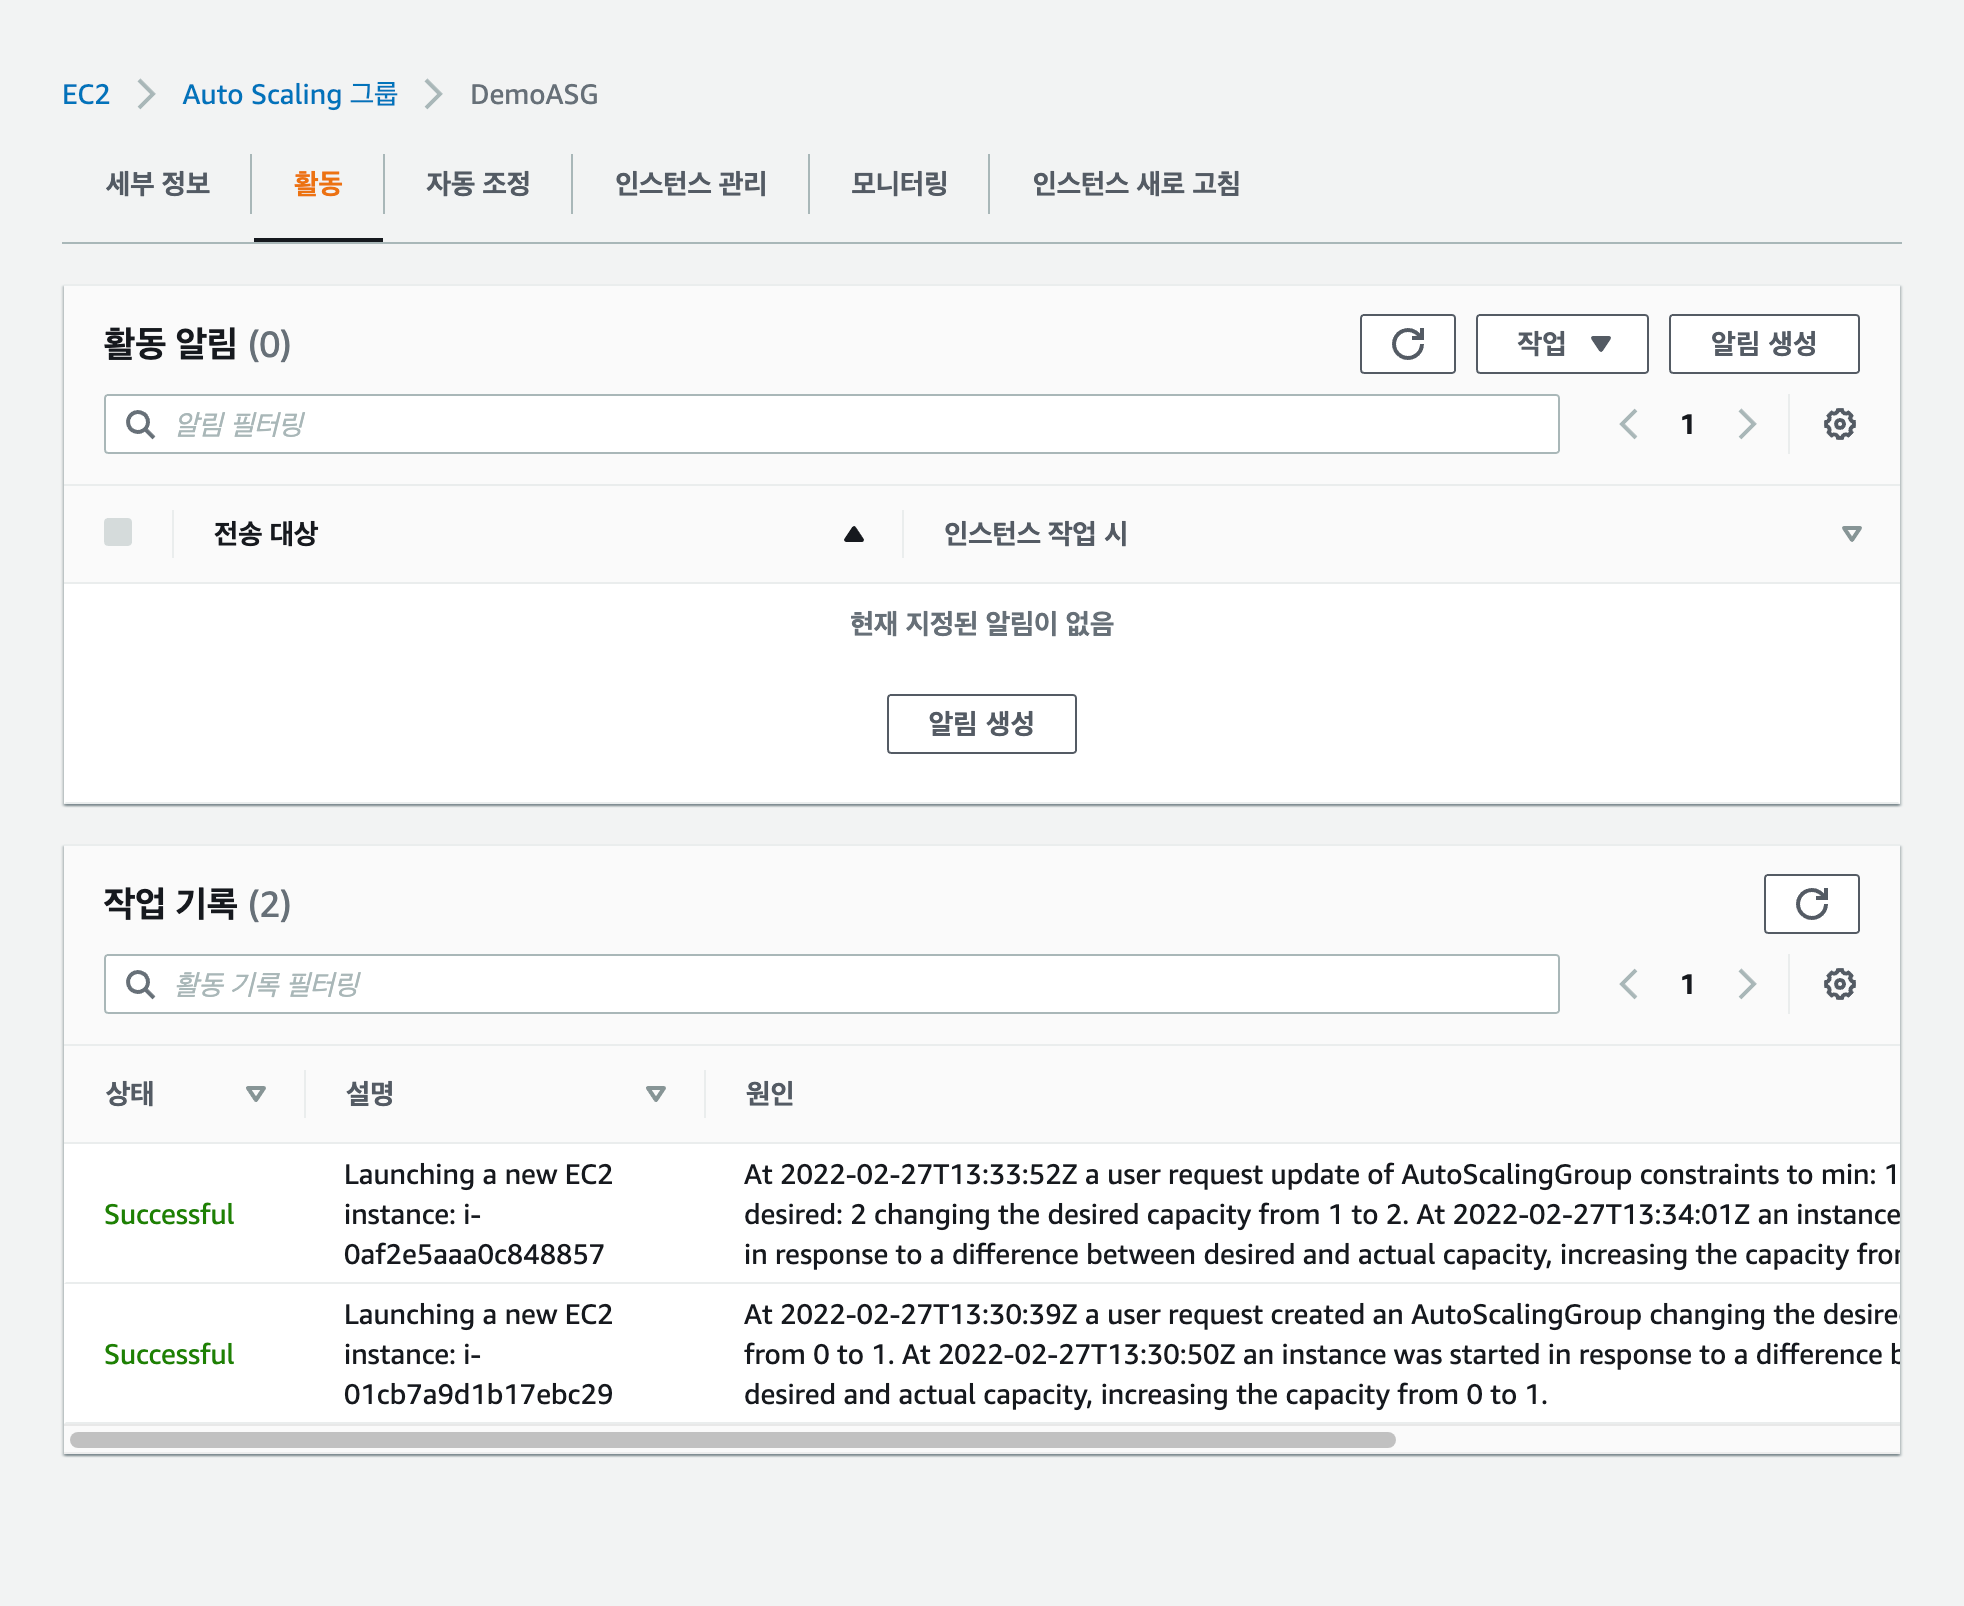 EC2 Auto Scaling 그룹 DemoASG
세부 정보 활동 자동 조정 인스턴스 관리 모니터링 인스턴스 새로 고침
활동 알림 (0) 작업 알림 생성
알림 필터링 1
전송 대상 인스턴스 작업 시
현재 지정된 알림이 없음
알림 생성
작업 기록 (2)
활동 기록 필터링 1
상태 설명 원인
Successful
Launching a new EC2
instance: i-
0af2e5aaa0c848857
At 2022-02-27T13:33:52Z a user request update of AutoScalingGroup constraints to min: 1
desired: 2 changing the desired capacity from 1 to 2. At 2022-02-27T13:34:01Z an instance
in response to a difference between desired and actual capacity, increasing the capacity
Successful
Launching a new EC2
instance: i-
01cb7a9d1b17ebc29
At 2022-02-27T13:30:39Z a user request created an AutoScalingGroup changing the
from 0 to 1. At 2022-02-27T13:30:50Z an instance was started in response to a difference
desired and actual capacity, increasing the capacity from 0 to 1.